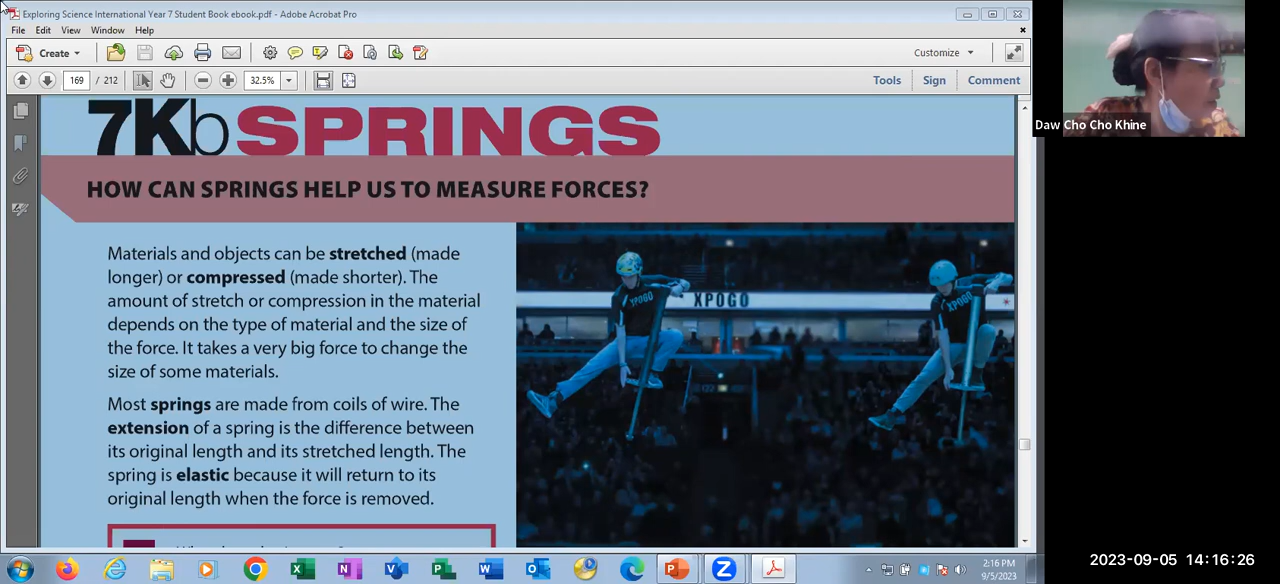 Exploring Science International Year 7 Student Book ebook.pdf - Adobe Acrobat Pro
File Edit View Window Help
Create Customize
169 / 212 32.5% Tools Sign Comment
7Kb SPRINGS
HOW CAN SPRINGS HELP US TO MEASURE FORCES?
Materials and objects can be stretched (made
longer) or compressed (made shorter). The
amount of stretch or compression in the material
depends on the type of material and the size of
the force. It takes a very big force to change the
size of some materials.
Most springs are made from coils of wire. The
extension of a spring is the difference between
its original length and its stretched length. The
spring is elastic because it will return to its
original length when the force is removed.
XPOGO
XPOGO
XPOGO
Daw Cho Cho Khine
2:16 PM
9/5/2023
2023-09-05 14:16:26